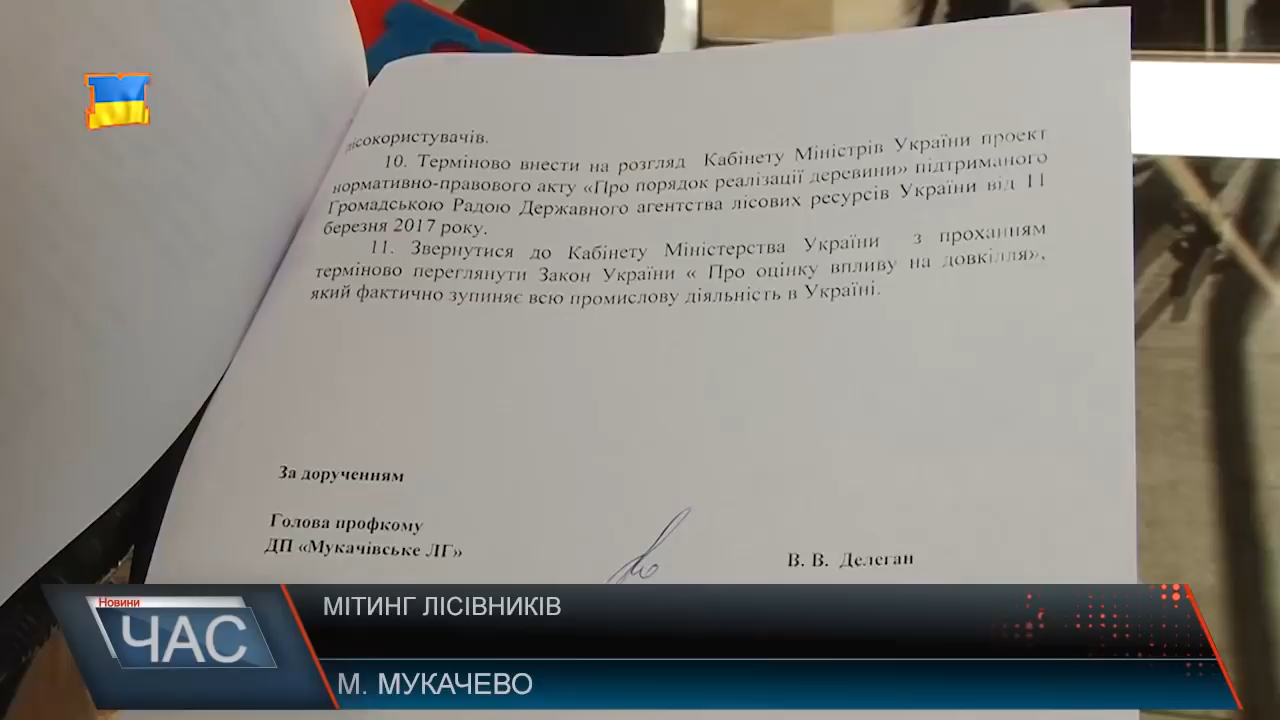 лісокористувачів.
10. Терміново внести на розгляд Кабінету Міністрів України проект
нормативно-правового акту «Про порядок реалізації деревини» підтриманого
Громадською Радою Державного агентства лісових ресурсів України від 11
березня 2017 року.
11. Звернутися до Кабінету Міністерства України з проханням
терміново переглянути Закон України « Про оцінку впливу на довкілля»,
який фактично зупиняє всю промислову діяльність в Україні.
За дорученням
Голова профкому
ДП «Мукачівське ЛГ»
В. В. Делеган
Новини
ЧАС
МІТИНГ ЛІСІВНИКІВ
М. МУКАЧЕВО